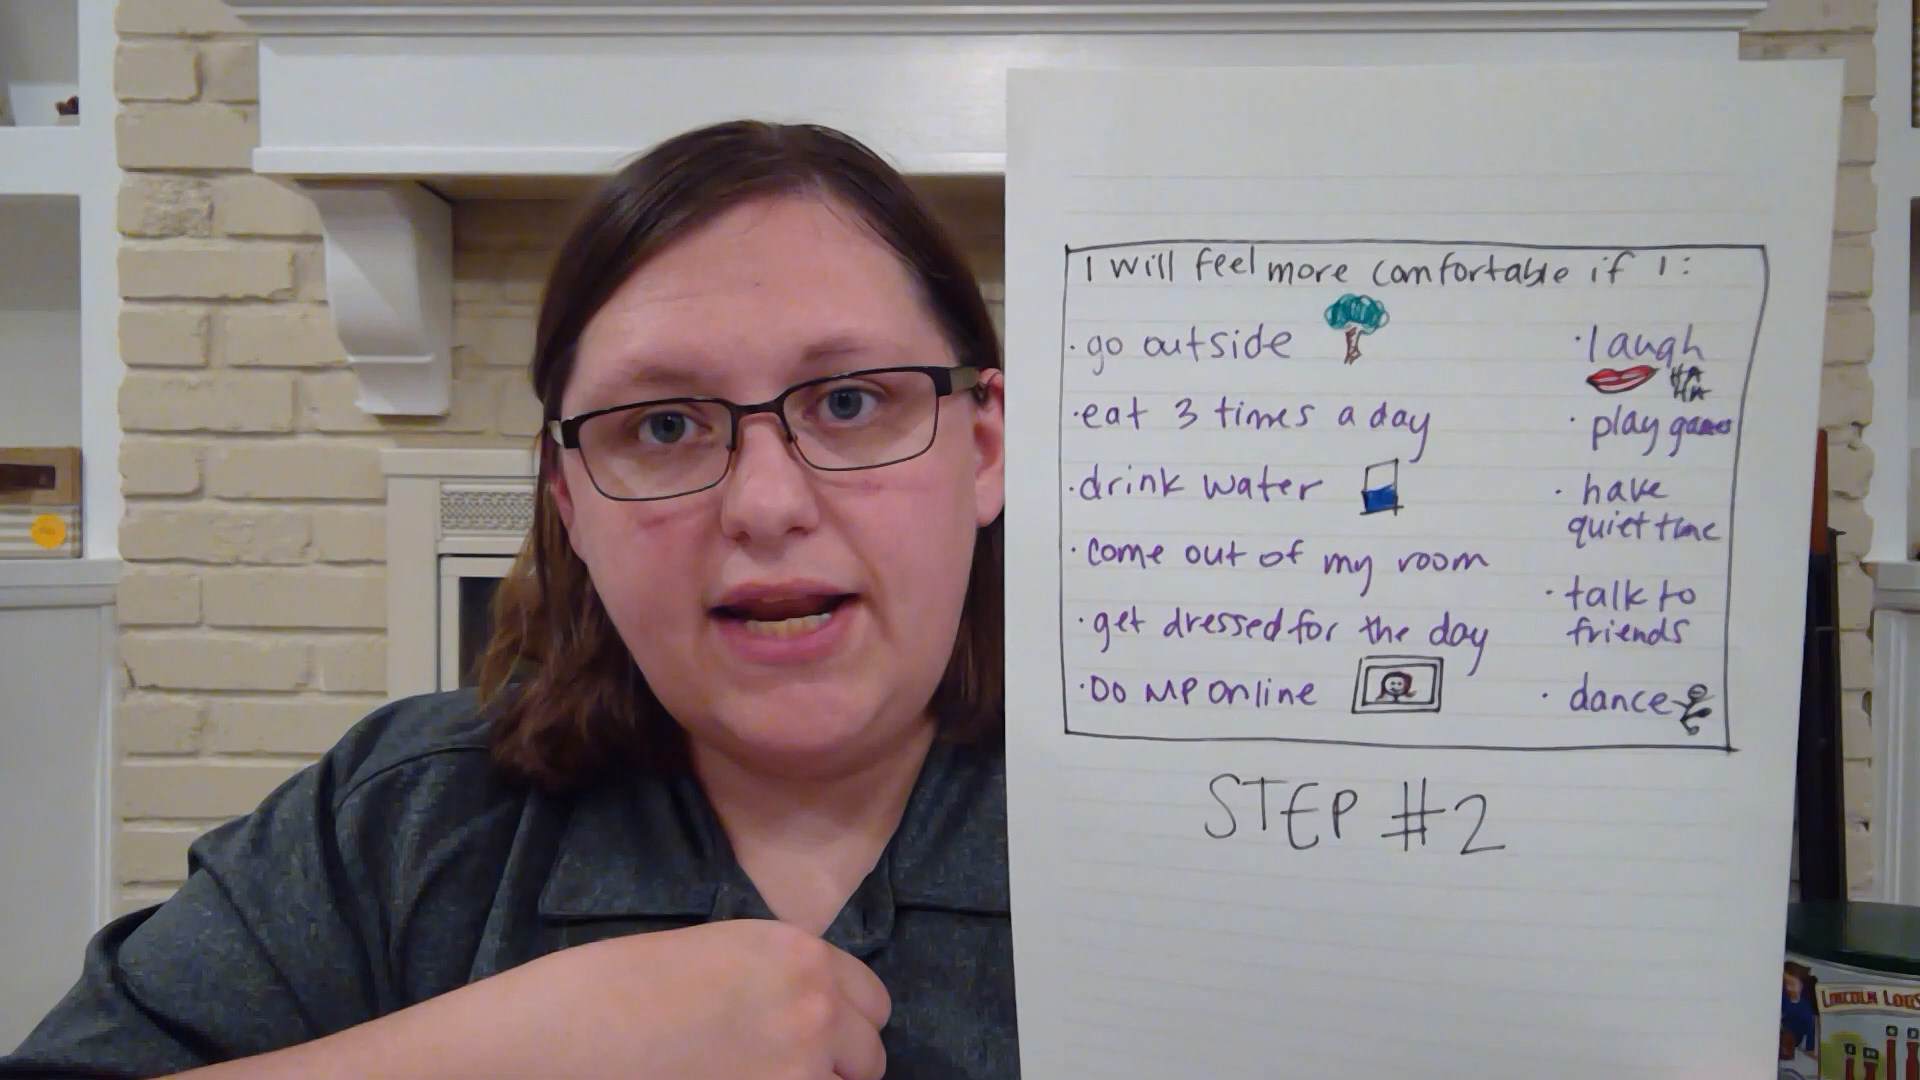 I will feel more comfortable if I:
· go outside
· eat 3 times a day
· drink water
· come out of my room
· get dressed for the day
· Do MP online
· laugh
HA
HA
· play games
· have
quiet time
· talk to
friends
· dance
STEP #2
LINCOLN LOGS